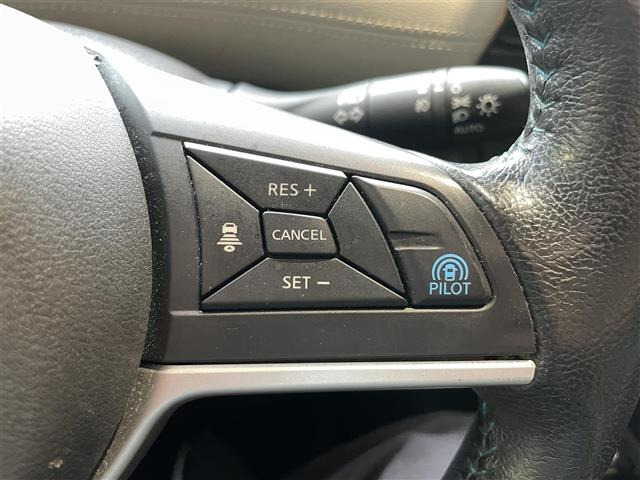 AUTO
RES +
CANCEL
SET −
PILOT